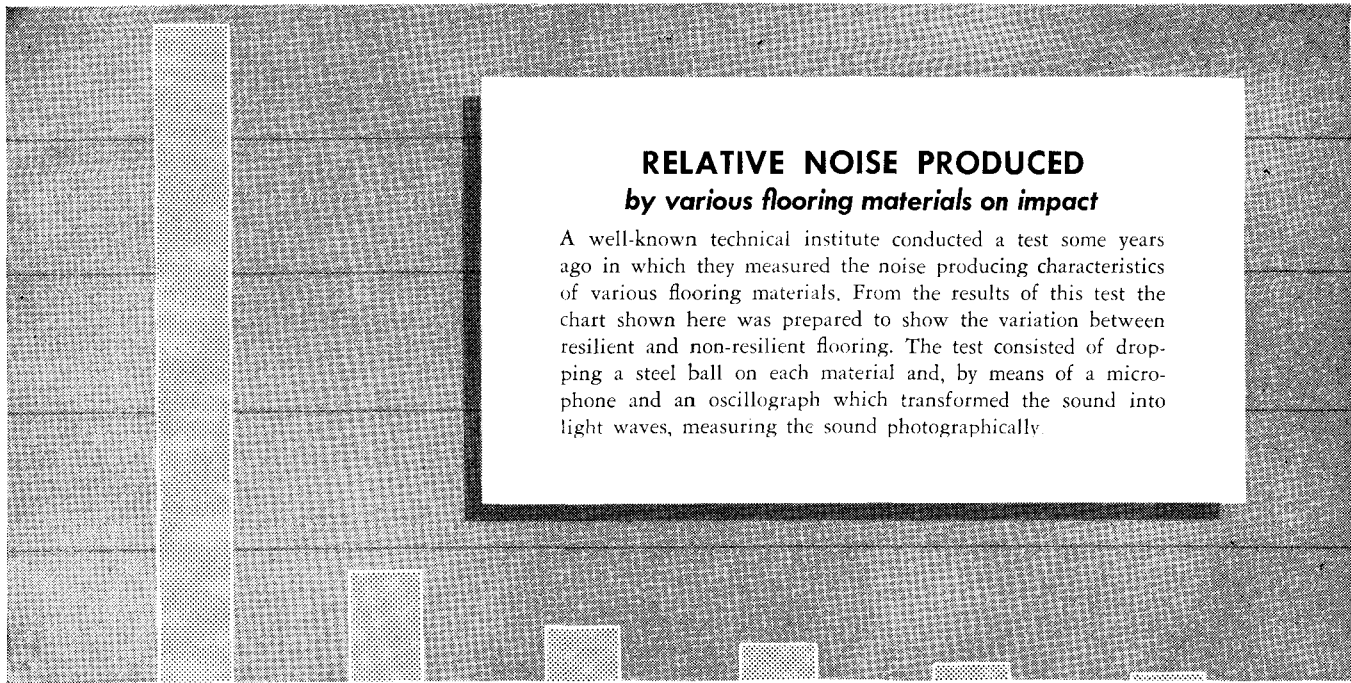 RELATIVE NOISE PRODUCED
by various flooring materials on impact
A well-known technical institute conducted a test some years
ago in which they measured the noise producing characteristics
of various flooring materials. From the results of this test the
chart shown here was prepared to show the variation between
resilient and non-resilient flooring. The test consisted of drop-
ping a steel ball on each material and, by means of a micro-
phone and an oscillograph which transformed the sound into
light waves, measuring the sound photographically.